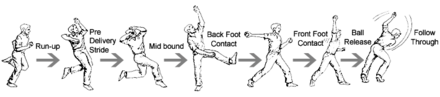 Run-up
Pre
Delivery
Stride
Mid bound
Back Foot
Contact
Front Foot
Contact
Ball
Release
Follow
Through